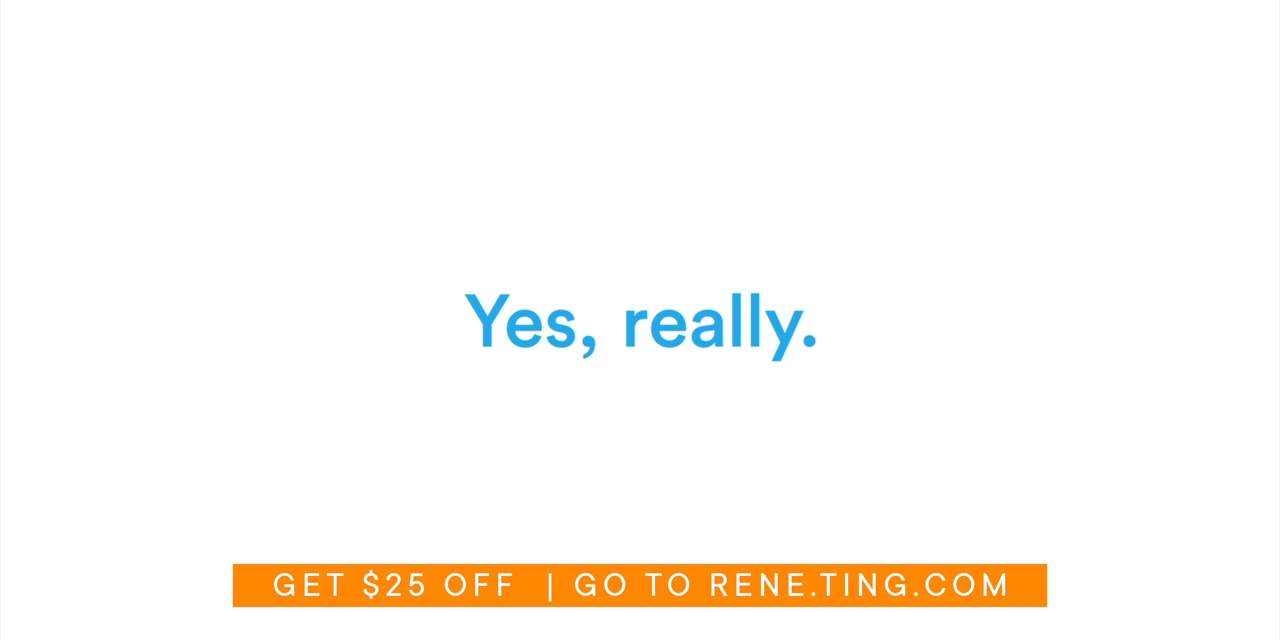 Yes, really.
GET $25 OFF | GO TO RENE.TING.COM